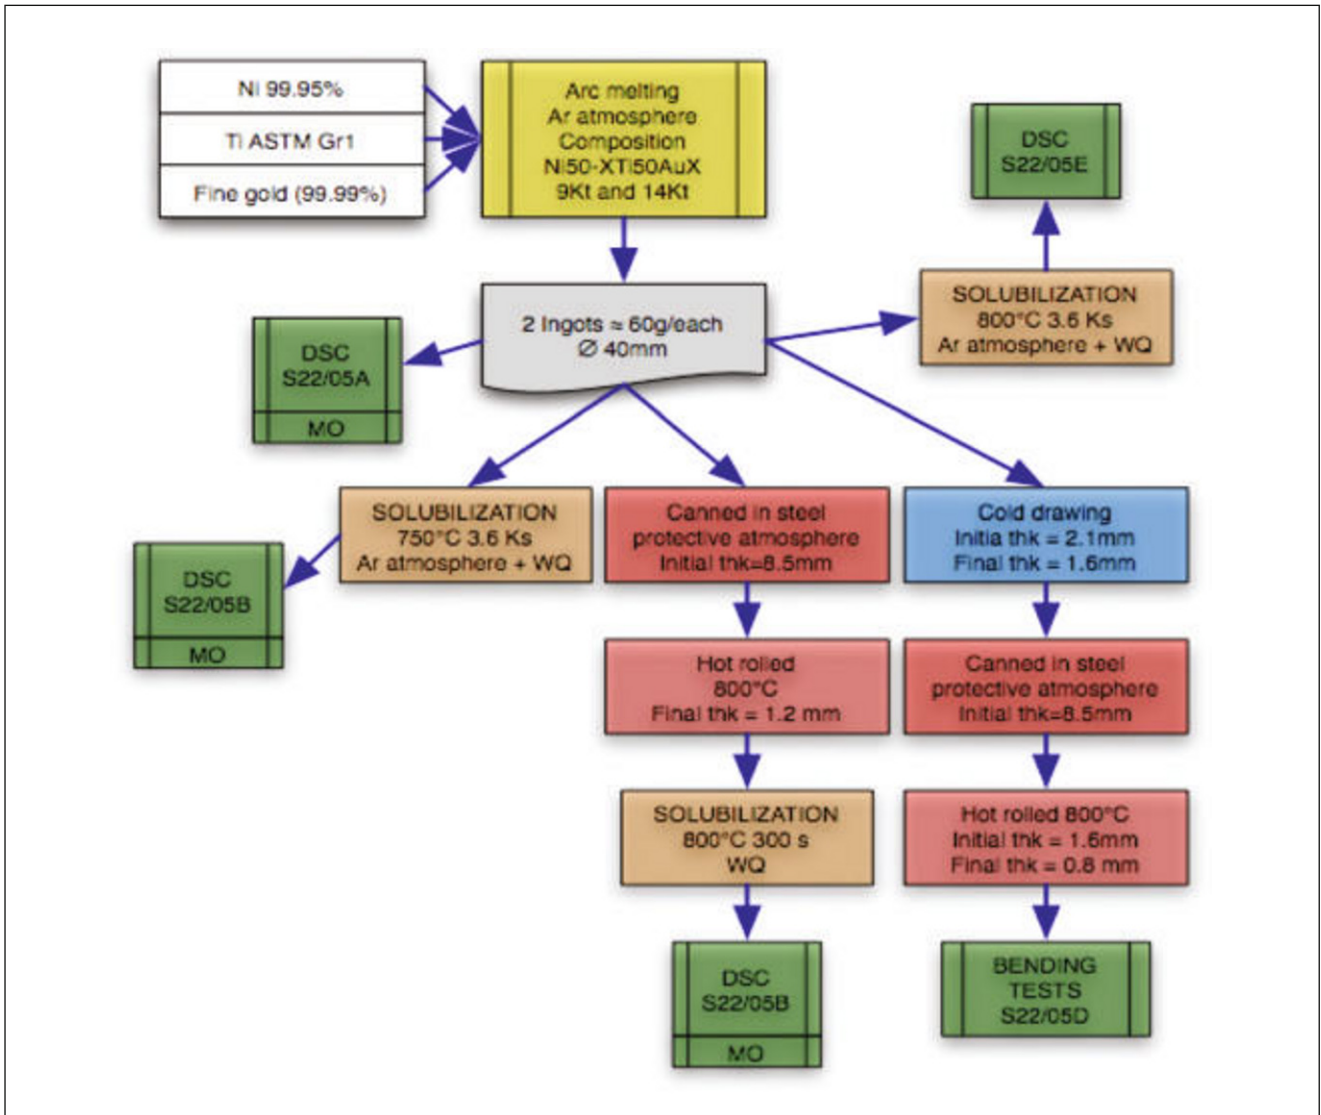 Ni 99.95%
Ti ASTM Gr1
Fine gold (99.99%)
Arc melting
Ar atmosphere
Composition
Ni50-XTi50AuX
9Kt and 14Kt
DSC
S22/05E
SOLUBILIZATION
800°C 3.6 Ks
Ar atmosphere + WQ
2 Ingots ≈ 60g/each
Ø 40mm
DSC
S22/05A
MO
SOLUBILIZATION
750°C 3.6 Ks
Ar atmosphere + WQ
Canned in steel
protective atmosphere
Initial thk=8.5mm
Cold drawing
Initia thk = 2.1mm
Final thk = 1.6mm
DSC
S22/05B
MO
Hot rolled
800°C
Final thk = 1.2 mm
Canned in steel
protective atmosphere
Initial thk=8.5mm
SOLUBILIZATION
800°C 300 s
WQ
Hot rolled 800°C
Initial thk = 1.6mm
Final thk = 0.8 mm
DSC
S22/05B
MO
BENDING
TESTS
S22/05D